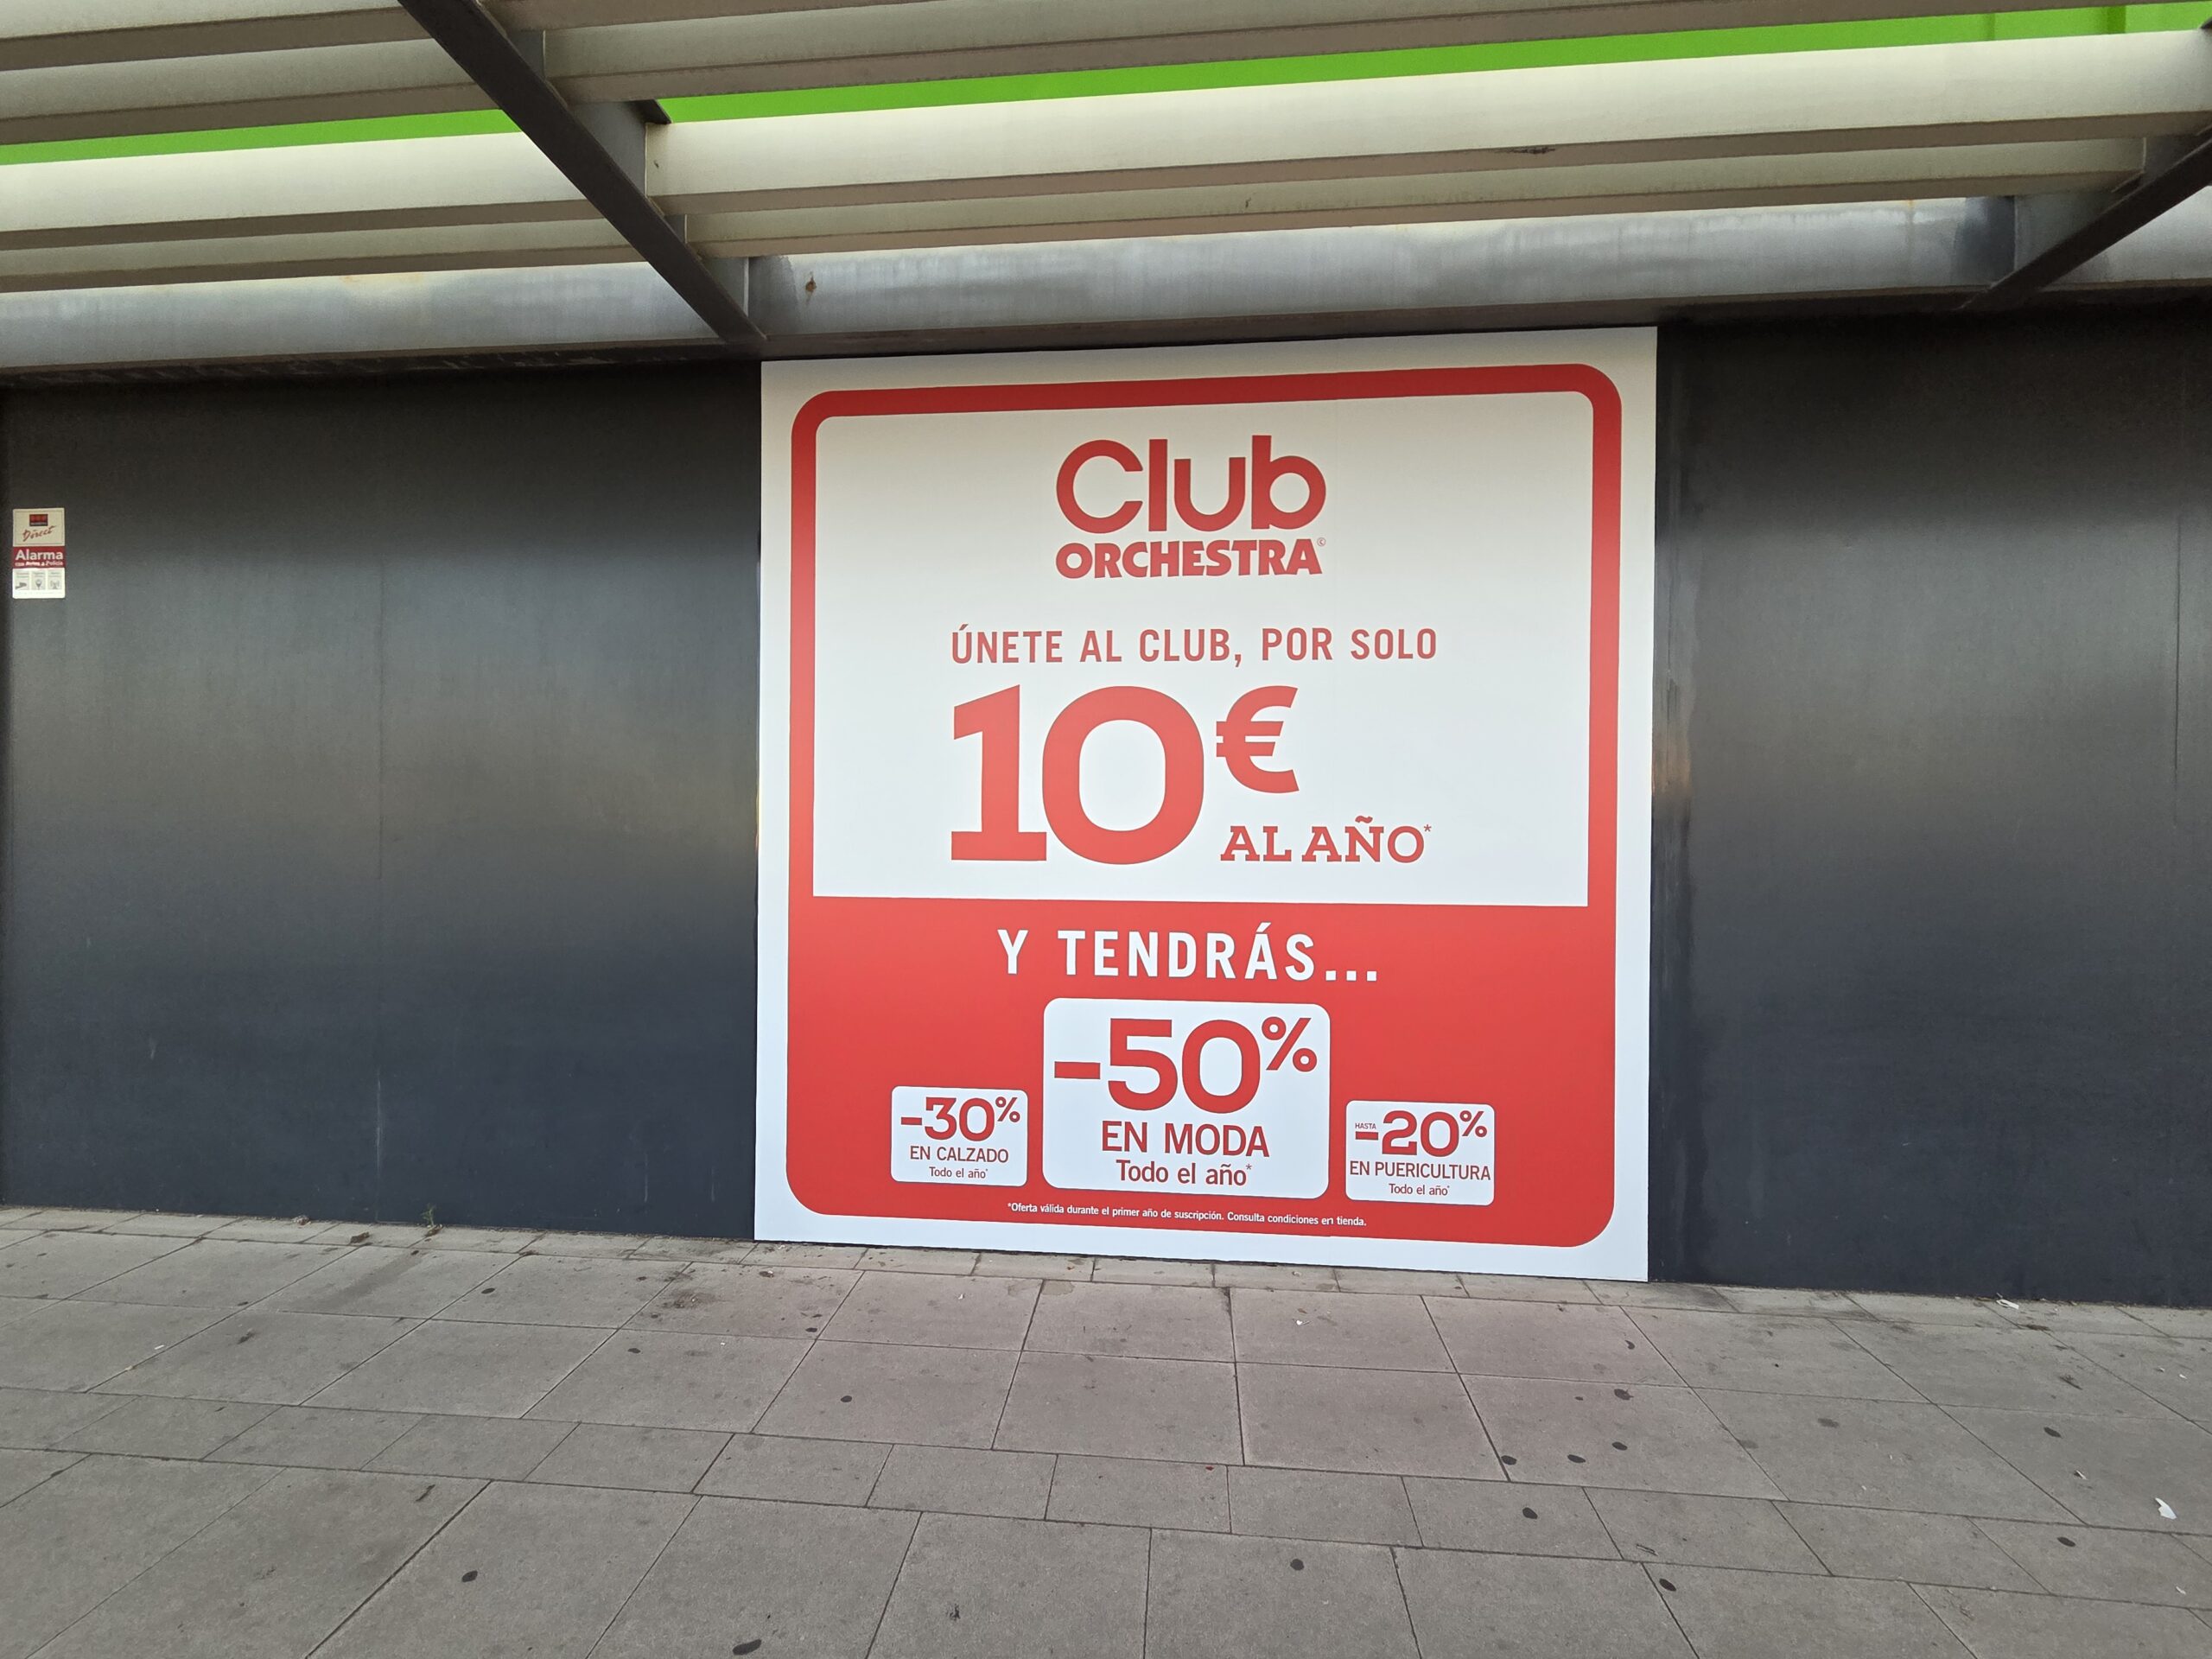 Direct
Alarma
Club
ORCHESTRA©
ÚNETE AL CLUB, POR SOLO
10€
AL AÑO*
Y TENDRÁS...
-50%
EN MODA
Todo el año*
-30%
EN CALZADO
Todo el año*
HASTA
-20%
EN PUERICULTURA
Todo el año*
*Oferta válida durante el primer año de suscripción. Consulta condiciones en tienda.